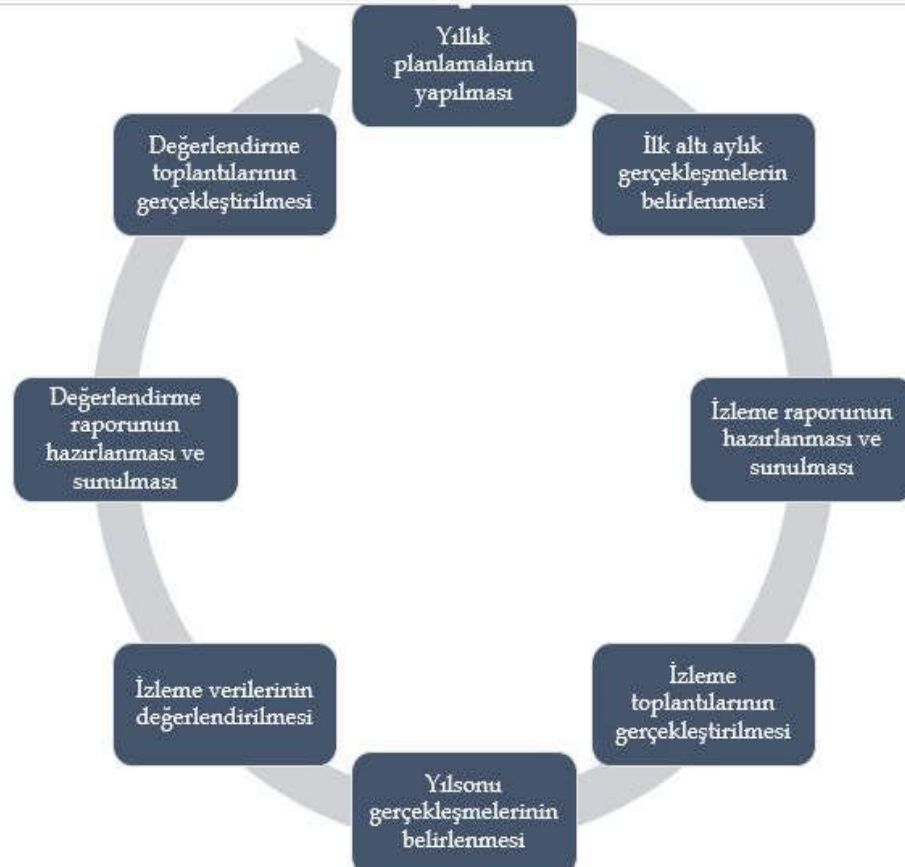 Yıllık
planlamaların
yapılması
İlk altı aylık
gerçekleşmelerin
belirlenmesi
İzleme raporunun
hazırlanması ve
sunulması
İzleme
toplantılarının
gerçekleştirilmesi
Yılsonu
gerçekleşmelerinin
belirlenmesi
İzleme verilerinin
değerlendirilmesi
Değerlendirme
raporunun
hazırlanması ve
sunulması
Değerlendirme
toplantılarının
gerçekleştirilmesi